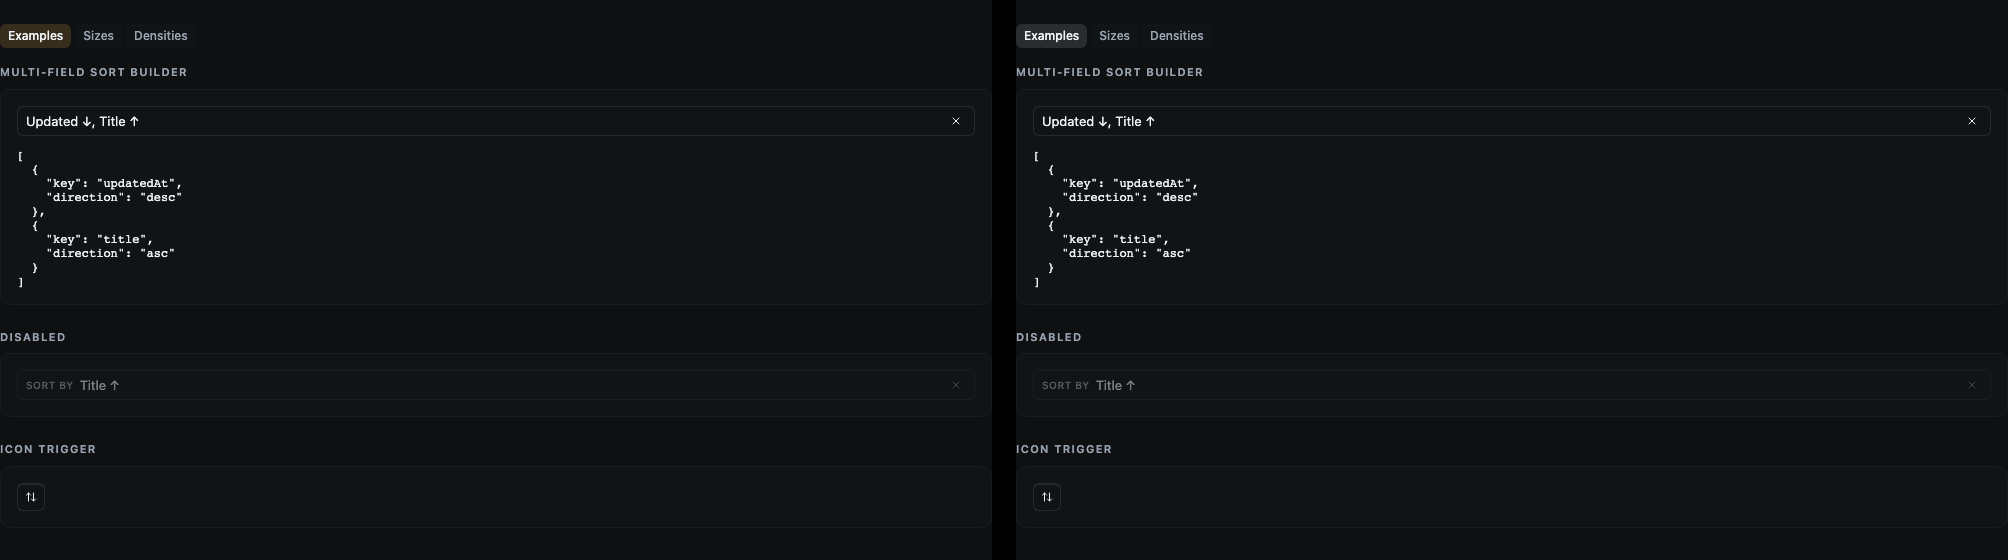 Examples Sizes Densities
MULTI-FIELD SORT BUILDER
Updated ↓, Title ↑ ×
[
  {
    "key": "updatedAt",
    "direction": "desc"
  },
  {
    "key": "title",
    "direction": "asc"
  }
]
DISABLED
SORT BY Title ↑ ×
ICON TRIGGER
Examples Sizes Densities
MULTI-FIELD SORT BUILDER
Updated ↓, Title ↑ ×
[
  {
    "key": "updatedAt",
    "direction": "desc"
  },
  {
    "key": "title",
    "direction": "asc"
  }
]
DISABLED
SORT BY Title ↑ ×
ICON TRIGGER